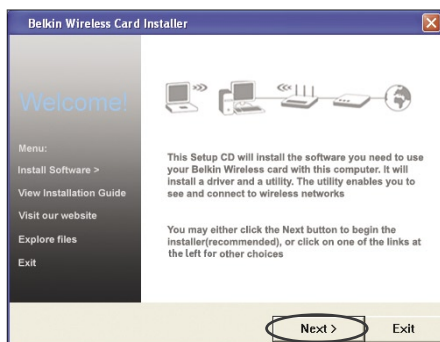 Belkin Wireless Card Installer
Welcome!
Menu:
Install Software >
View Installation Guide
Visit our website
Explore files
Exit
This Setup CD will install the software you need to use
your Belkin Wireless card with this computer. It will
install a driver and a utility. The utility enables you to
see and connect to wireless networks
You may either click the Next button to begin the
installer(recommended), or click on one of the links at
the left for other choices
Next >
Exit